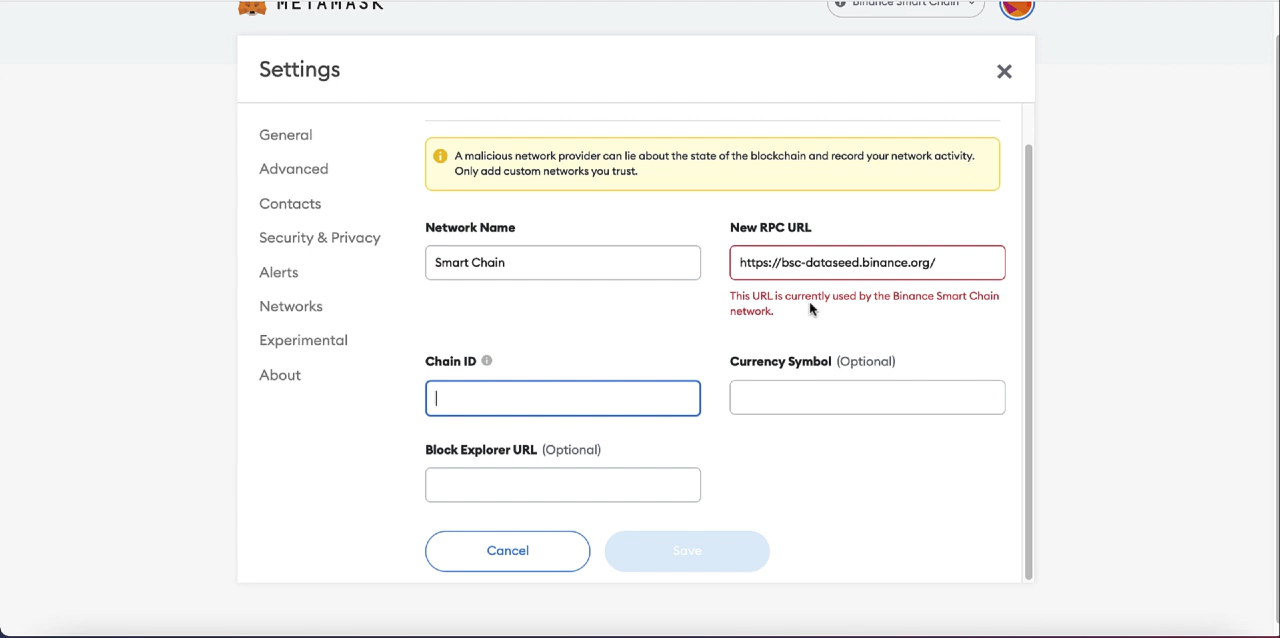 METAMASK
Binance Smart Chain
Settings
General
Advanced
Contacts
Security & Privacy
Alerts
Networks
Experimental
About
A malicious network provider can lie about the state of the blockchain and record your network activity.
Only add custom networks you trust.
Network Name
Smart Chain
New RPC URL
https://bsc-dataseed.binance.org/
This URL is currently used by the Binance Smart Chain
network.
Chain ID
Currency Symbol (Optional)
Block Explorer URL (Optional)
Cancel
Save